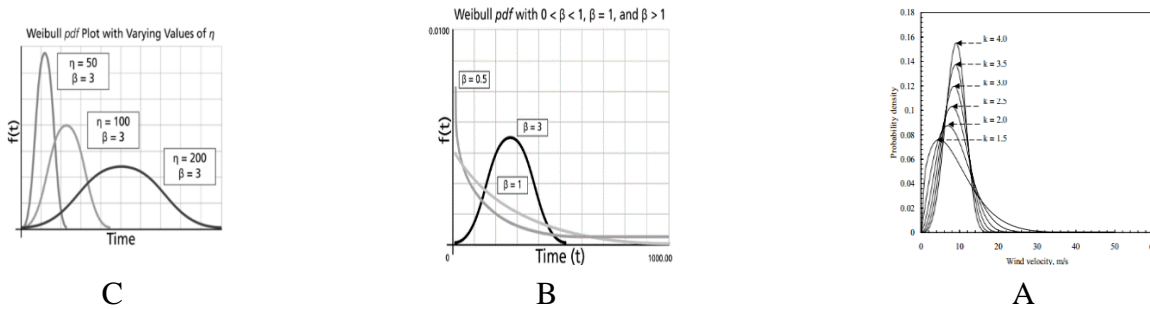 Weibull pdf Plot with Varying Values of η
η = 50
β = 3
η = 100
β = 3
η = 200
β = 3
f(t)
Time
C
Weibull pdf with 0 < β < 1, β = 1, and β > 1
0.0100
β = 0.5
β = 3
β = 1
f(t)
0
Time (t)
1000.00
B
0.18
0.16
0.14
0.12
0.1
0.08
0.06
0.04
0.02
0
Probability density
k = 4.0
k = 3.5
k = 3.0
k = 2.5
k = 2.0
k = 1.5
0 10 20 30 40 50
Wind velocity, m/s
A